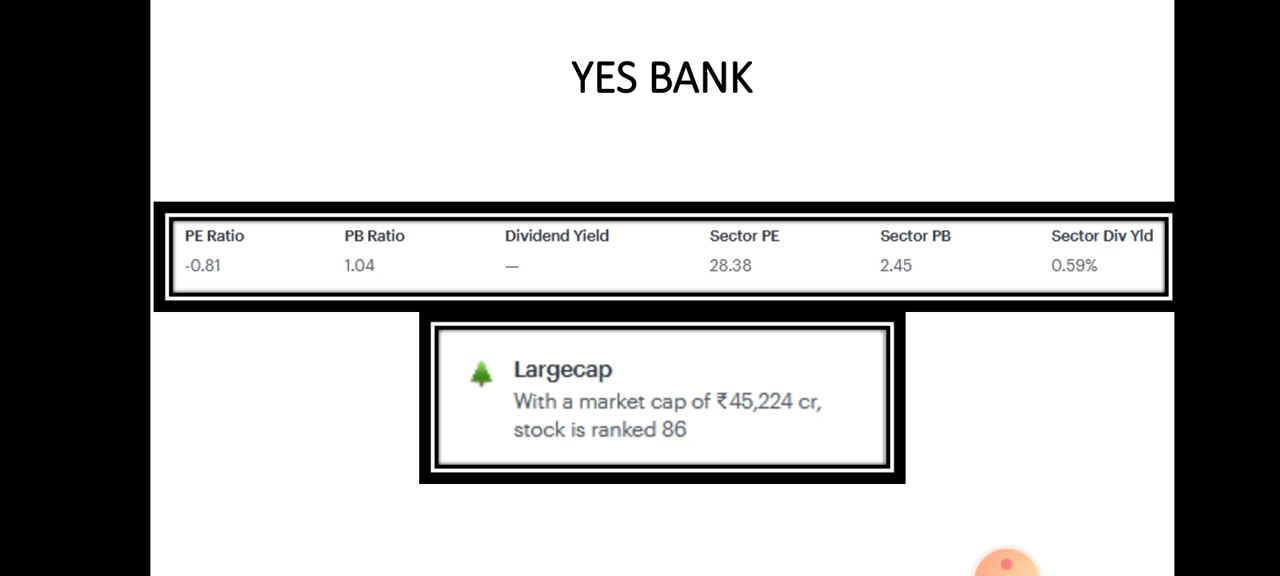 YES BANK
PE Ratio PB Ratio Dividend Yield Sector PE Sector PB Sector Div Yld
-0.81 1.04 — 28.38 2.45 0.59%
Largecap
With a market cap of ₹45,224 cr,
stock is ranked 86